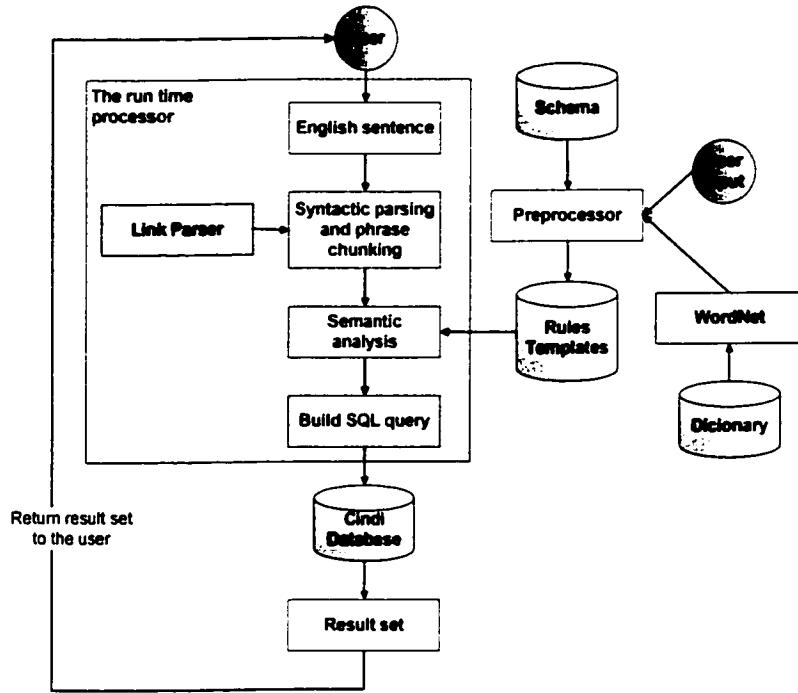 The run time
processor
English sentence
Schema
Link Parser
Syntactic parsing
and phrase
chunking
Preprocessor
Semantic
analysis
Rules
Templates
WordNet
Build SQL query
Dicionary
Cindi
Database
Return result set
to the user
Result set